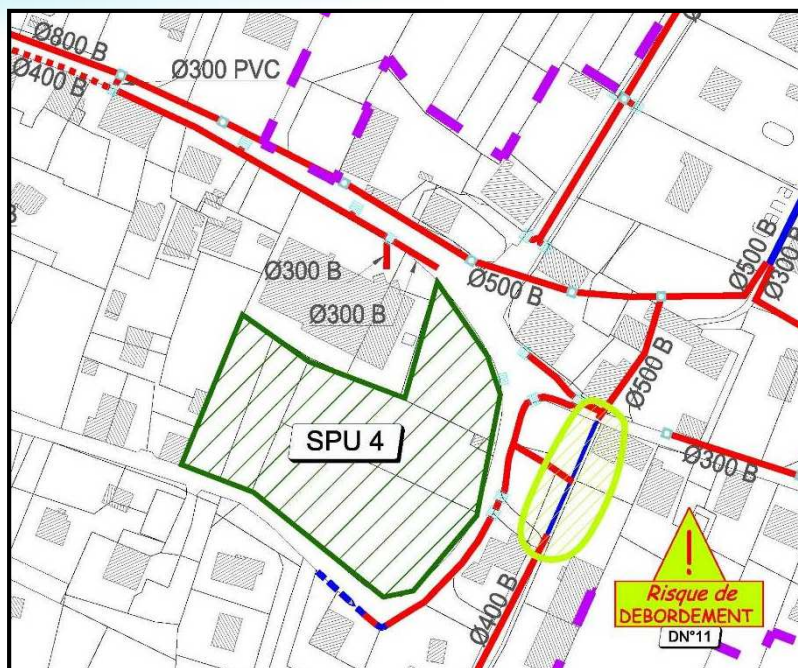 Ø800 B
Ø400 B
Ø300 PVC
Ø500 B
Ø300 B
Ø300 B
Ø300 B
Ø500 B
Ø500 B
SPU 4
Ø300 B
Ø400 B
!
Risque de
DEBORDEMENT
DN°11